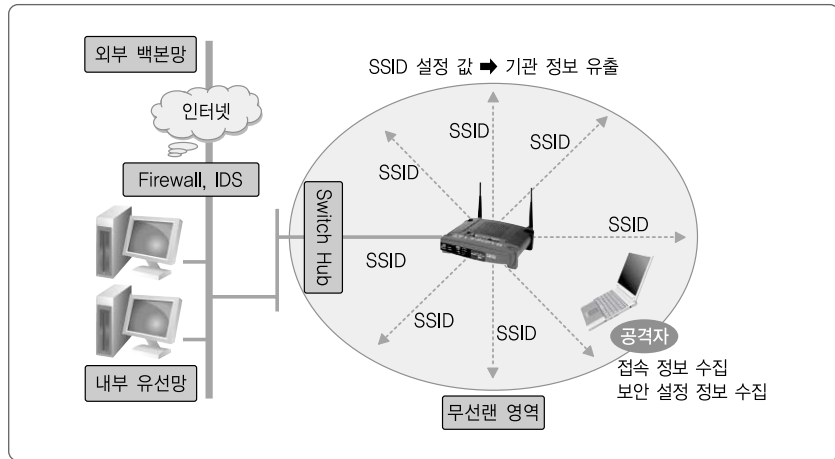 외부 백본망
SSID 설정 값 ➡ 기관 정보 유출
인터넷
SSID
SSID
SSID
SSID
Firewall, IDS
Switch Hub
SSID
SSID
SSID
SSID
공격자
접속 정보 수집
보안 설정 정보 수집
내부 유선망
무선랜 영역